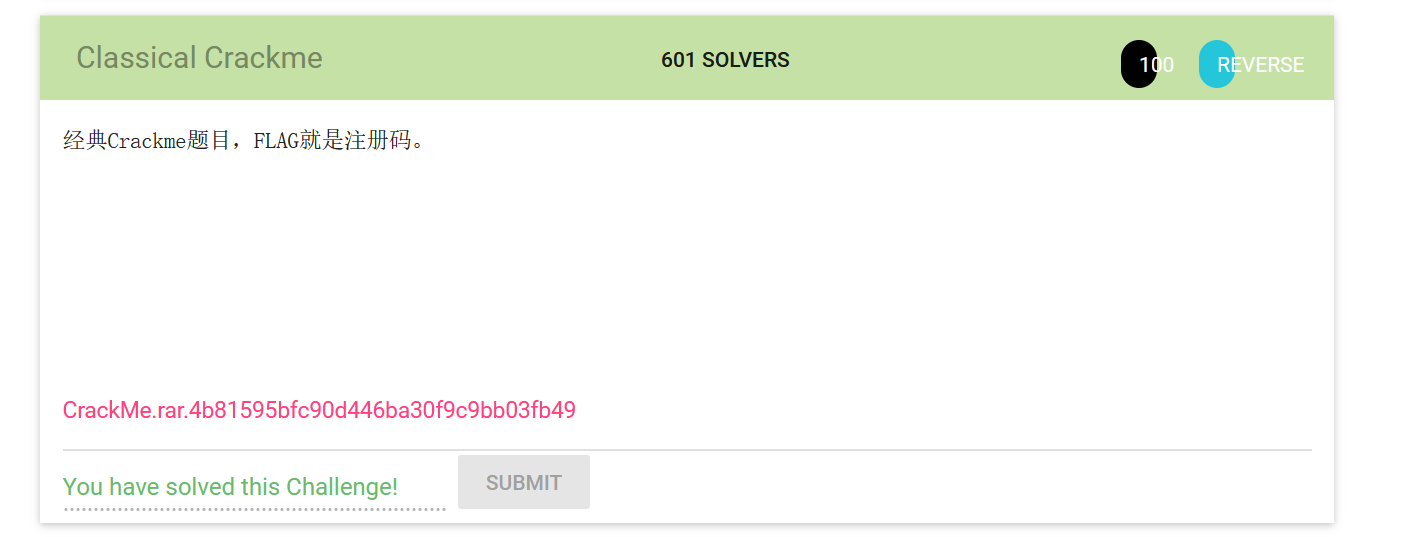 Classical Crackme
601 SOLVERS
100
REVERSE
经典Crackme题目，FLAG就是注册码。
CrackMe.rar.4b81595bfc90d446ba30f9c9bb03fb49
You have solved this Challenge!
SUBMIT